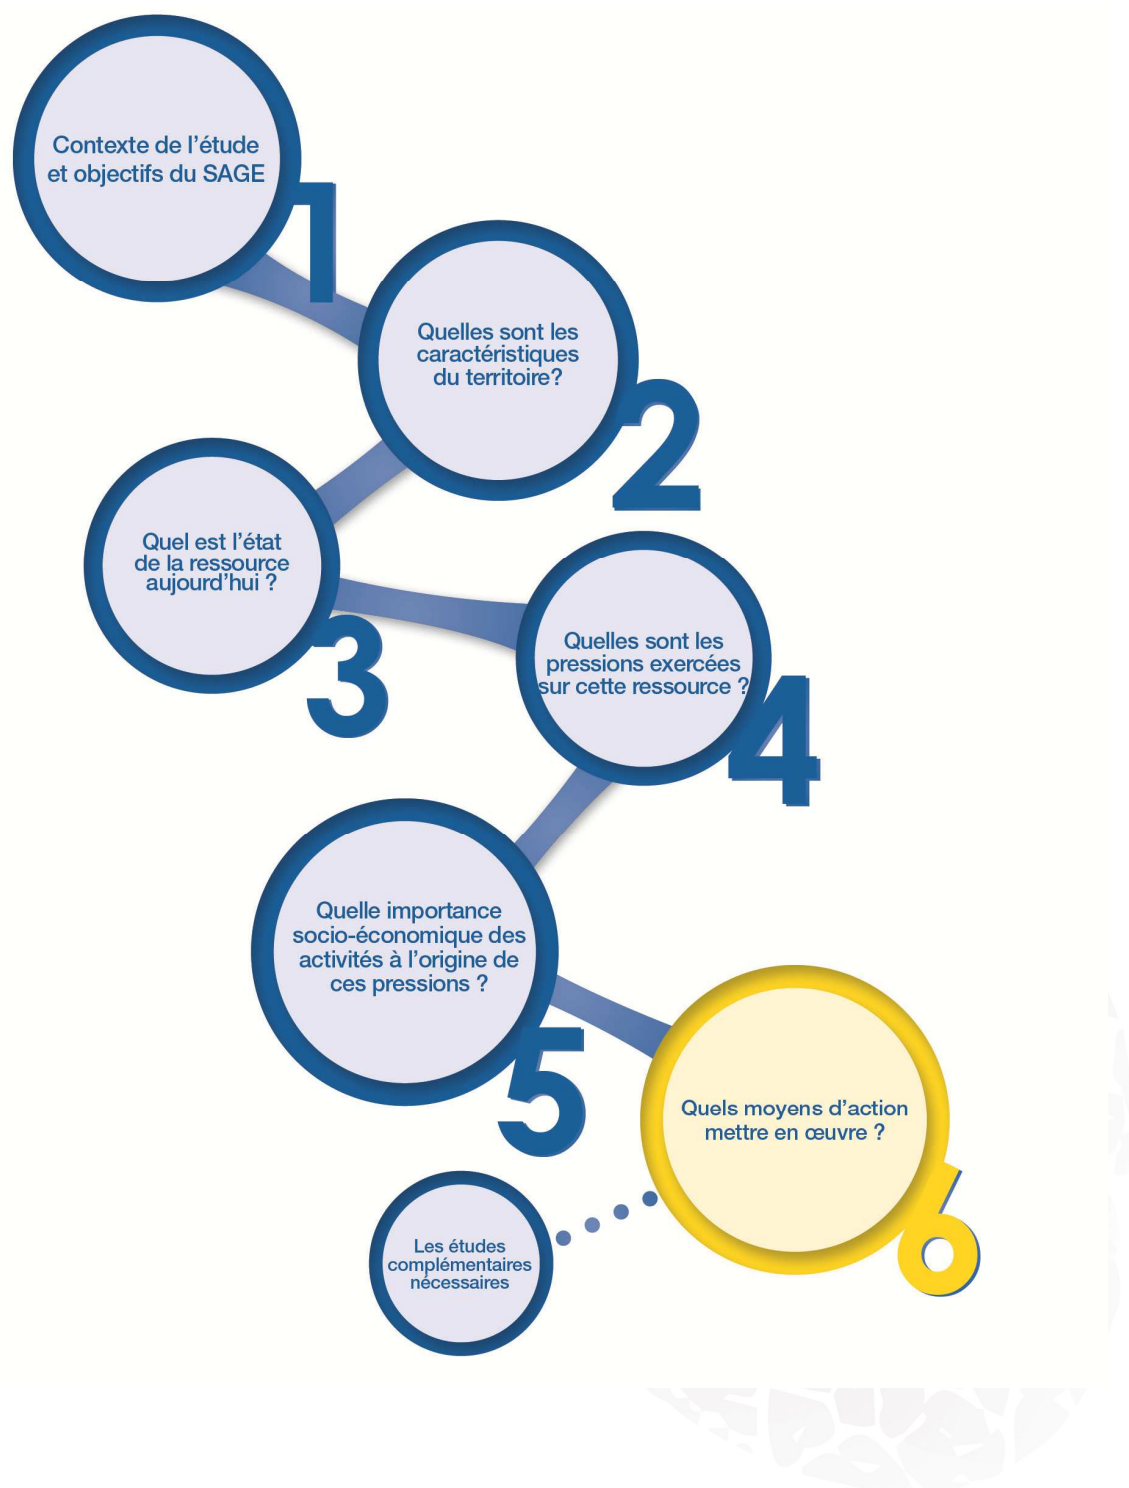 Contexte de l'étude
et objectifs du SAGE
1
Quelles sont les
caractéristiques
du territoire?
2
Quel est l'état
de la ressource
aujourd'hui ?
3
Quelles sont les
pressions exercées
sur cette ressource ?
4
Quelle importance
socio-économique des
activités à l'origine de
ces pressions ?
5
Quels moyens d'action
mettre en œuvre ?
6
Les études
complémentaires
nécessaires